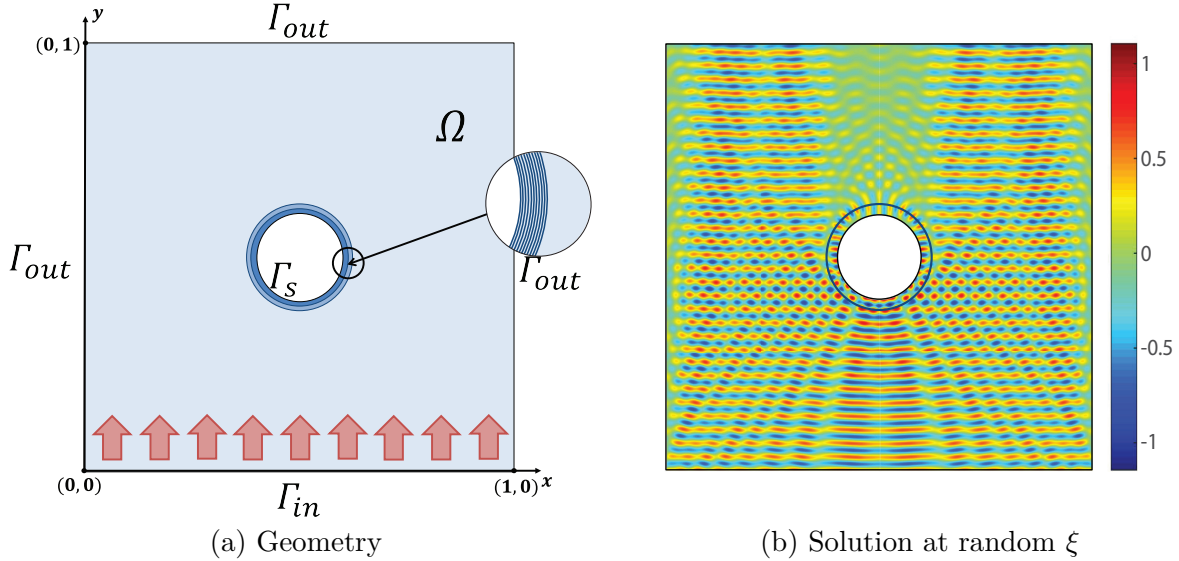 y
Γout
(0,1)
Ω
Γout
Γs
Γout
(0,0)
(1,0) x
Γin
(a) Geometry
1
0.5
0
-0.5
-1
(b) Solution at random ξ